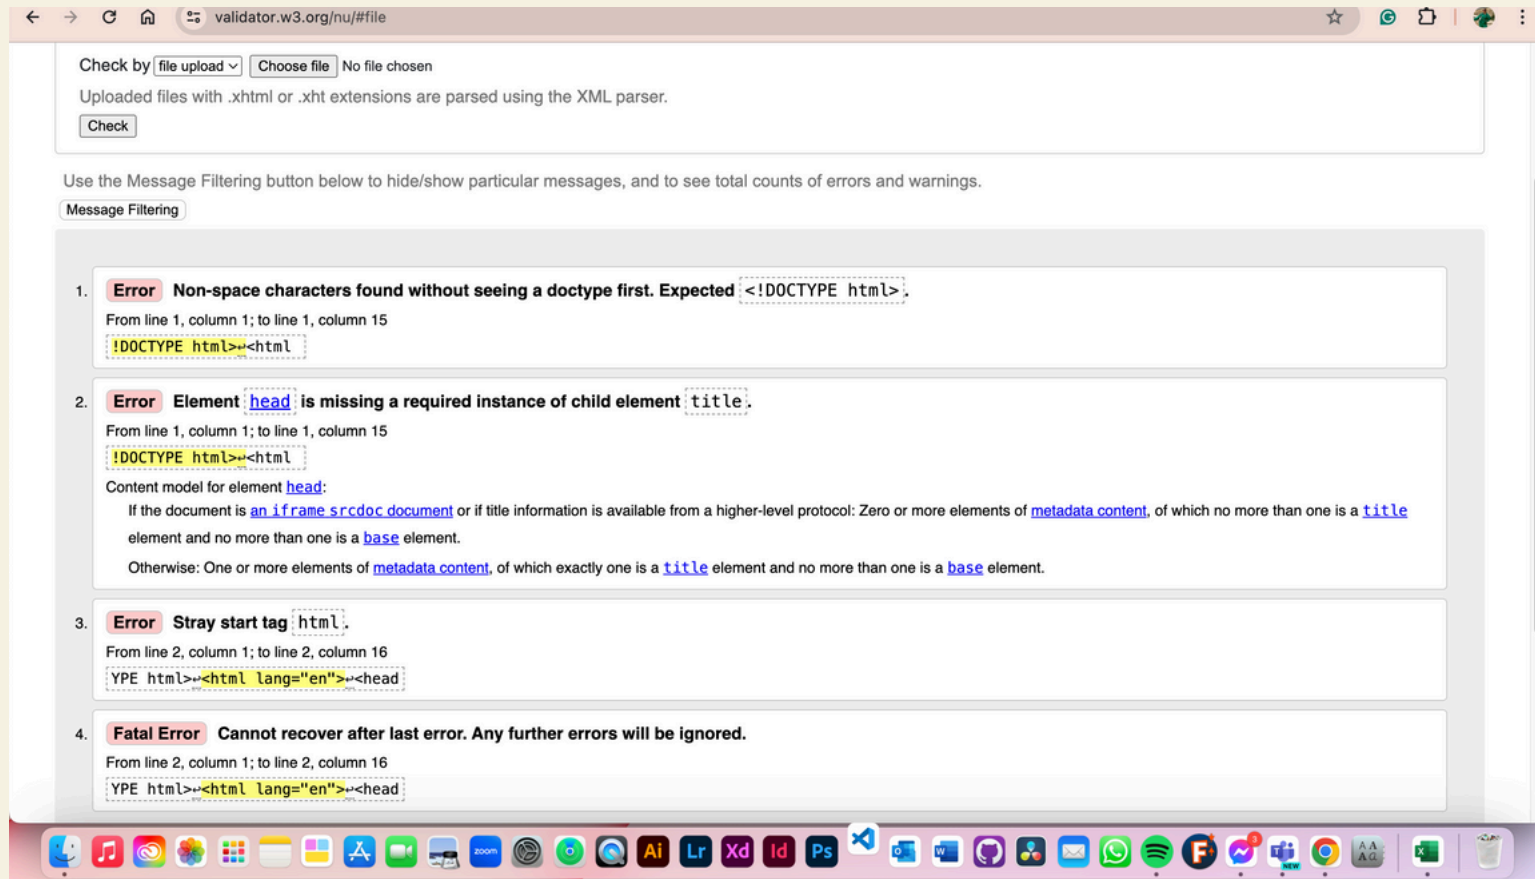 validator.w3.org/nu/#file
Check by file upload Choose file No file chosen
Uploaded files with .xhtml or .xht extensions are parsed using the XML parser.
Check
Use the Message Filtering button below to hide/show particular messages, and to see total counts of errors and warnings.
Message Filtering
1. Error Non-space characters found without seeing a doctype first. Expected <!DOCTYPE html>.
From line 1, column 1; to line 1, column 15
!DOCTYPE html>↩<html
2. Error Element head is missing a required instance of child element title.
From line 1, column 1; to line 1, column 15
!DOCTYPE html>↩<html
Content model for element head:
If the document is an iframe srcdoc document or if title information is available from a higher-level protocol: Zero or more elements of metadata content, of which no more than one is a title
element and no more than one is a base element.
Otherwise: One or more elements of metadata content, of which exactly one is a title element and no more than one is a base element.
3. Error Stray start tag html.
From line 2, column 1; to line 2, column 16
YPE html>↩<html lang="en">↩<head
4. Fatal Error Cannot recover after last error. Any further errors will be ignored.
From line 2, column 1; to line 2, column 16
YPE html>↩<html lang="en">↩<head
zoom Ai Lr Xd Id Ps W F 3 NEW